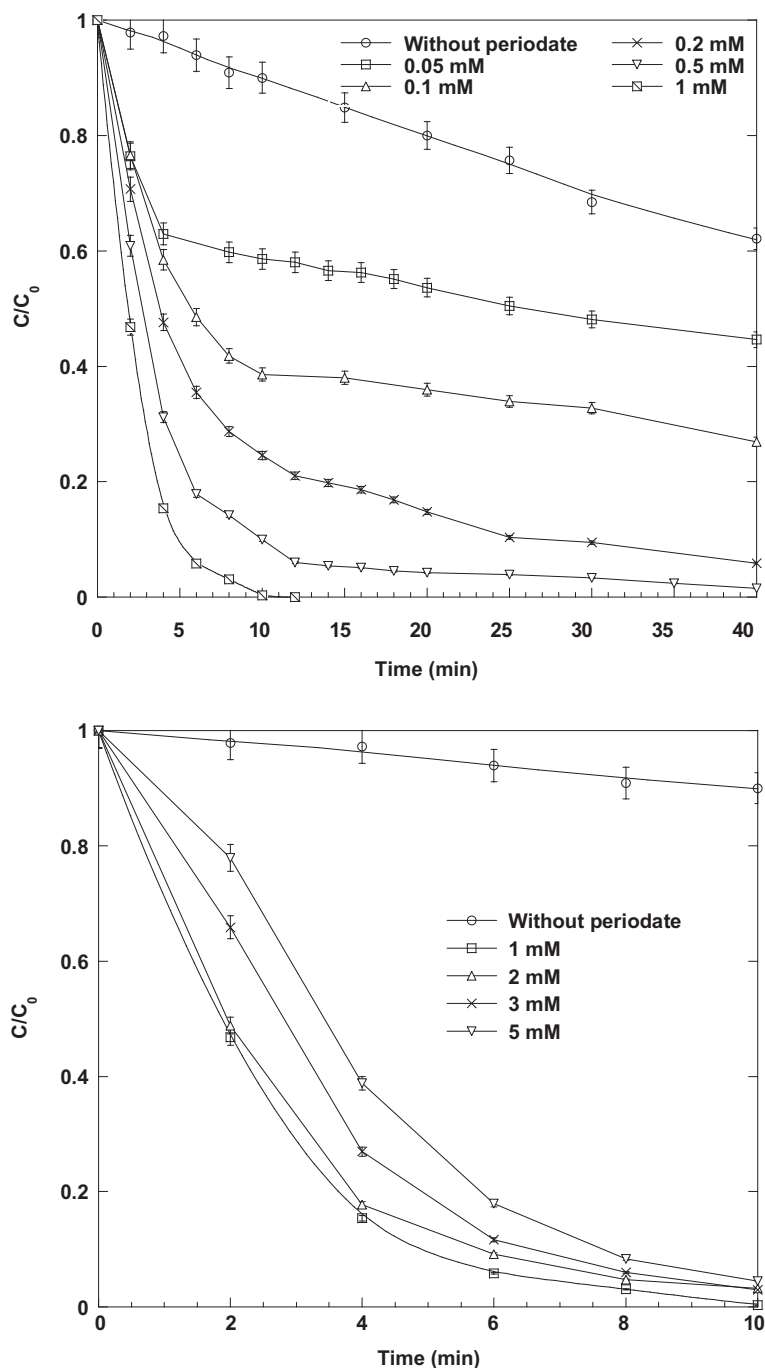 1
0.8
0.6
0.4
0.2
0
C/C0
Without periodate
0.05 mM
0.1 mM
0.2 mM
0.5 mM
1 mM
0 5 10 15 20 25 30 35 40
Time (min)
1
0.8
0.6
0.4
0.2
0
C/C0
Without periodate
1 mM
2 mM
3 mM
5 mM
0 2 4 6 8 10
Time (min)